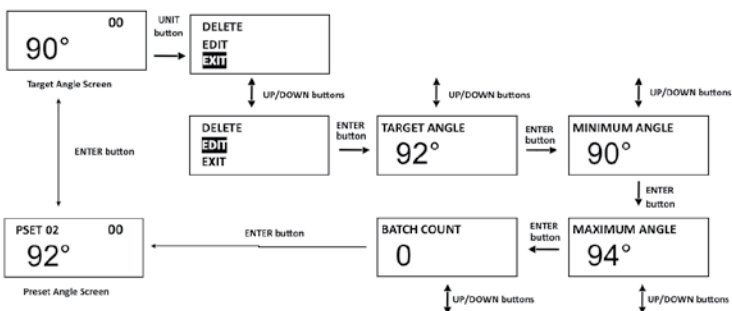 00
90°
Target Angle Screen
UNIT
button
DELETE
EDIT
EXIT
UP/DOWN buttons
UP/DOWN buttons
UP/DOWN buttons
ENTER button
DELETE
EDIT
EXIT
ENTER
button
TARGET ANGLE
92°
ENTER
button
MINIMUM ANGLE
90°
ENTER
button
PSET 02 00
92°
Preset Angle Screen
ENTER button
BATCH COUNT
0
ENTER
button
MAXIMUM ANGLE
94°
UP/DOWN buttons
UP/DOWN buttons